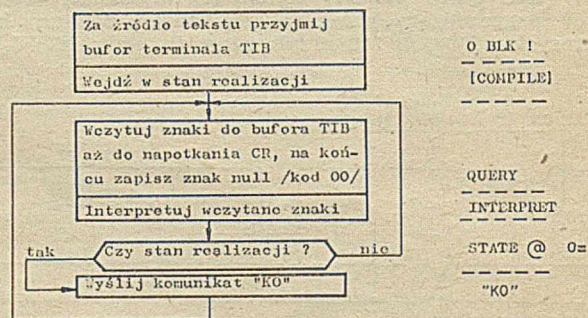 Za źródło tekstu przyjmij
bufor terminala TIB
Wejdź w stan realizacji
O BLK !
[COMPILE]
Wczytuj znaki do bufora TIB
aż do napotkania CR, na koń-
cu zapisz znak null /kod 00/
Interpretuj wczytane znaki
QUERY
INTERPRET
tak
Czy stan realizacji ?
nie
STATE @ 0=
Wyślij komunikat "KO"
"KO"